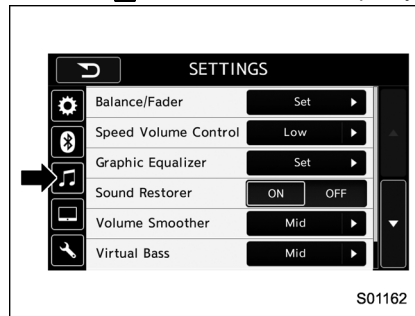 SETTINGS
Balance/Fader Set
Speed Volume Control Low
Graphic Equalizer Set
Sound Restorer ON OFF
Volume Smoother Mid
Virtual Bass Mid
S01162